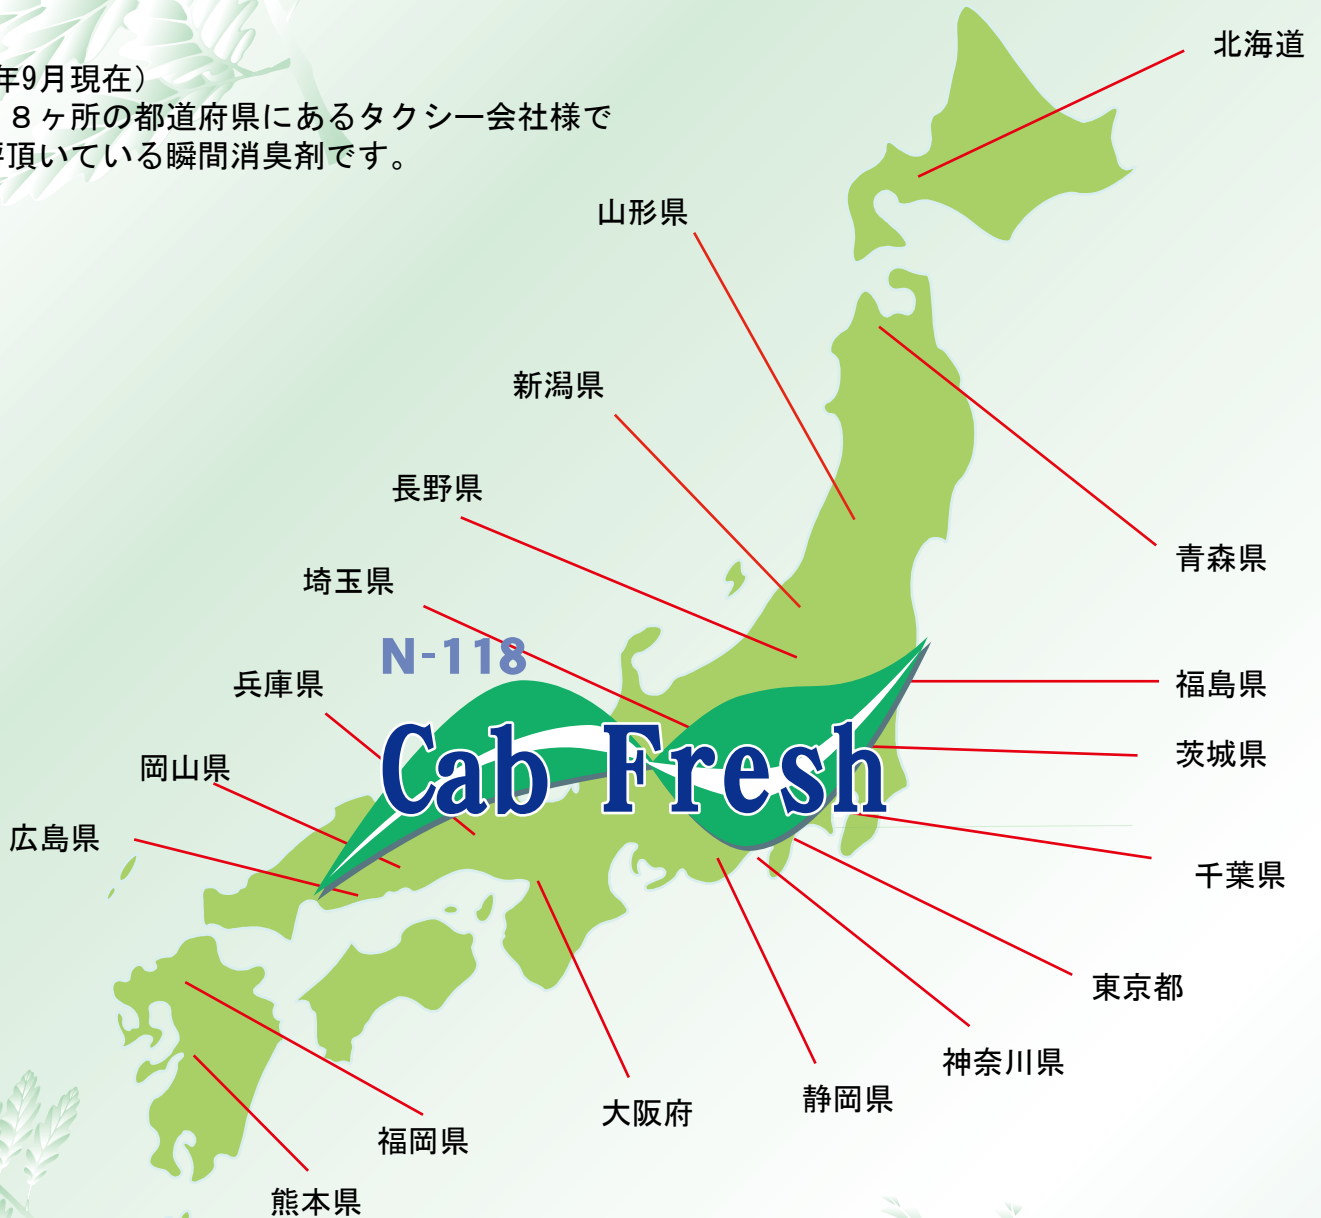 年9月現在）
８ヶ所の都道府県にあるタクシー会社様で
頂いている瞬間消臭剤です。
北海道
山形県
新潟県
長野県
青森県
埼玉県
N-118
兵庫県
福島県
Cab Fresh
茨城県
岡山県
広島県
千葉県
東京都
神奈川県
静岡県
大阪府
福岡県
熊本県